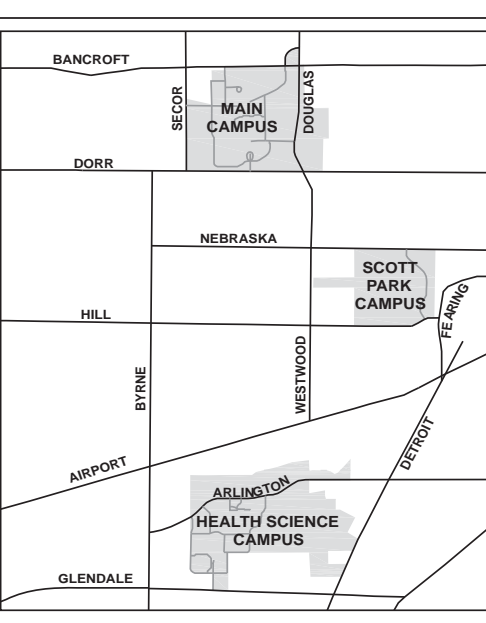 BANCROFT
SECOR
DOUGLAS
MAIN
CAMPUS
DORR
NEBRASKA
SCOTT
PARK
CAMPUS
FEARING
HILL
BYRNE
WESTWOOD
AIRPORT
DETROIT
ARLINGTON
HEALTH SCIENCE
CAMPUS
GLENDALE